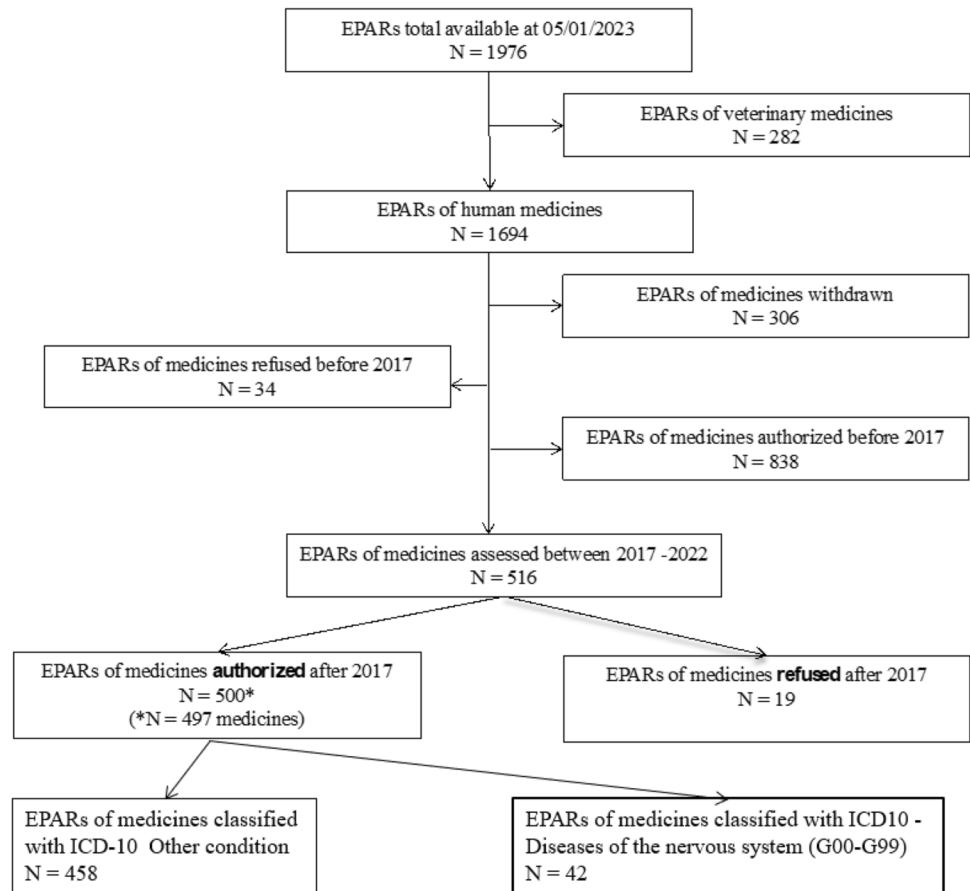 EPARs total available at 05/01/2023
N = 1976
EPARs of veterinary medicines
N = 282
EPARs of human medicines
N = 1694
EPARs of medicines withdrawn
N = 306
EPARs of medicines refused before 2017
N = 34
EPARs of medicines authorized before 2017
N = 838
EPARs of medicines assessed between 2017 -2022
N = 516
EPARs of medicines authorized after 2017
N = 500*
(*N = 497 medicines)
EPARs of medicines refused after 2017
N = 19
EPARs of medicines classified
with ICD-10 Other condition
N = 458
EPARs of medicines classified with ICD10 -
Diseases of the nervous system (G00-G99)
N = 42